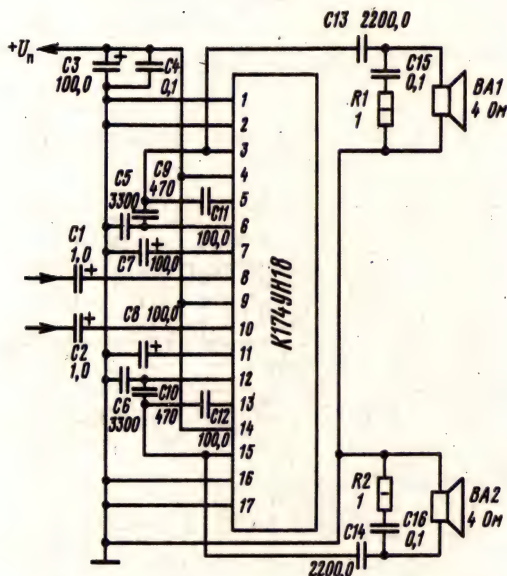 C13 2200,0
+Uп
C3
100,0
C4
0,1
C15
0,1
R1
1
BA1
4 Ом
1
2
3
4
5
6
7
8
9
10
11
12
13
14
15
16
17
К174УН18
C5
3300
C9
470
C11
100,0
C7
100,0
C1
1,0
C8 100,0
C2
1,0
C6
3300
C10
470
C12
100,0
R2
1
C16
0,1
BA2
4 Ом
C14
2200,0